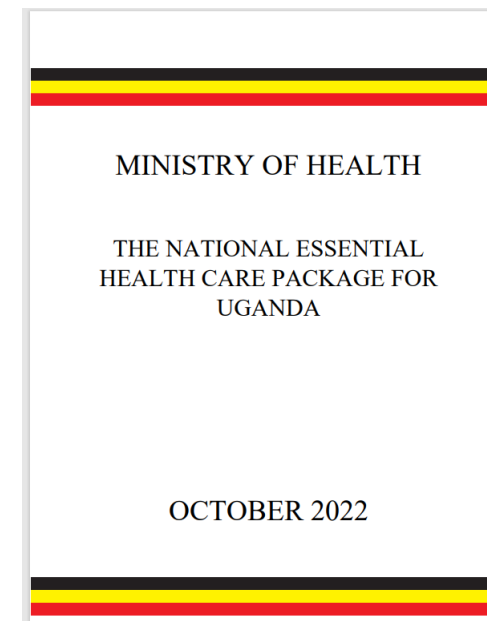 MINISTRY OF HEALTH
THE NATIONAL ESSENTIAL
HEALTH CARE PACKAGE FOR
UGANDA
OCTOBER 2022